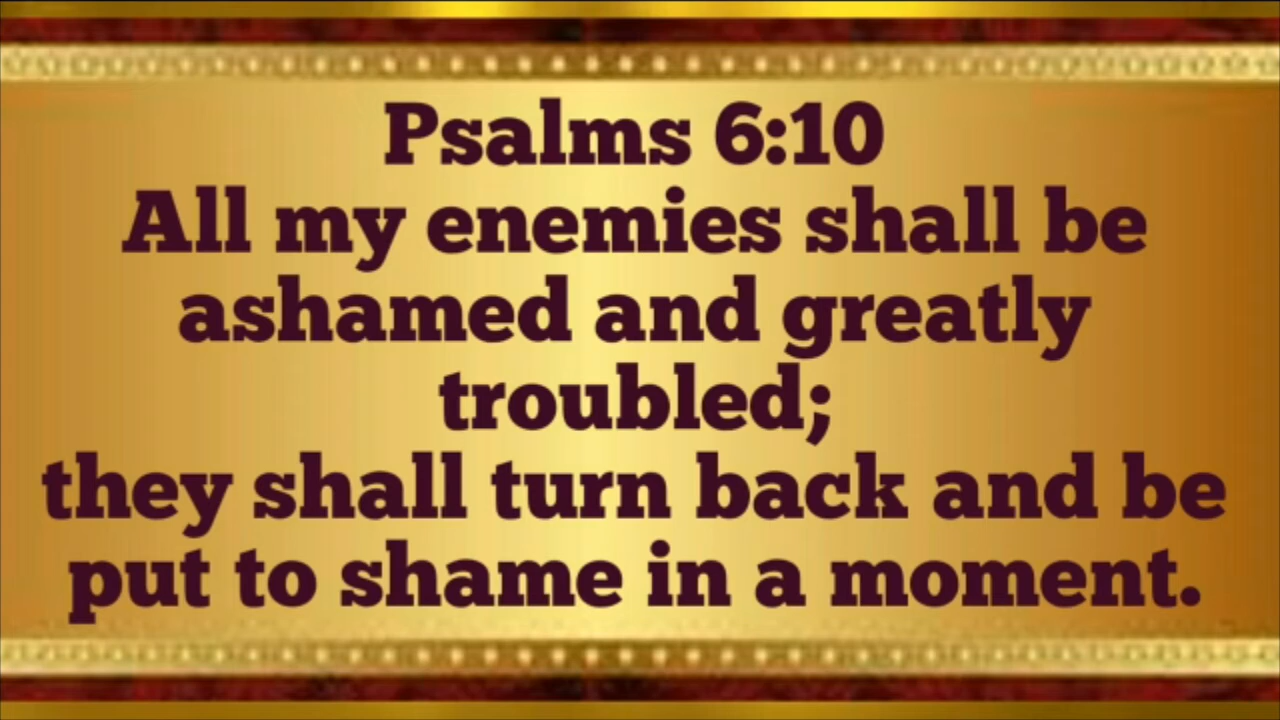 Psalms 6:10
All my enemies shall be
ashamed and greatly
troubled;
they shall turn back and be
put to shame in a moment.